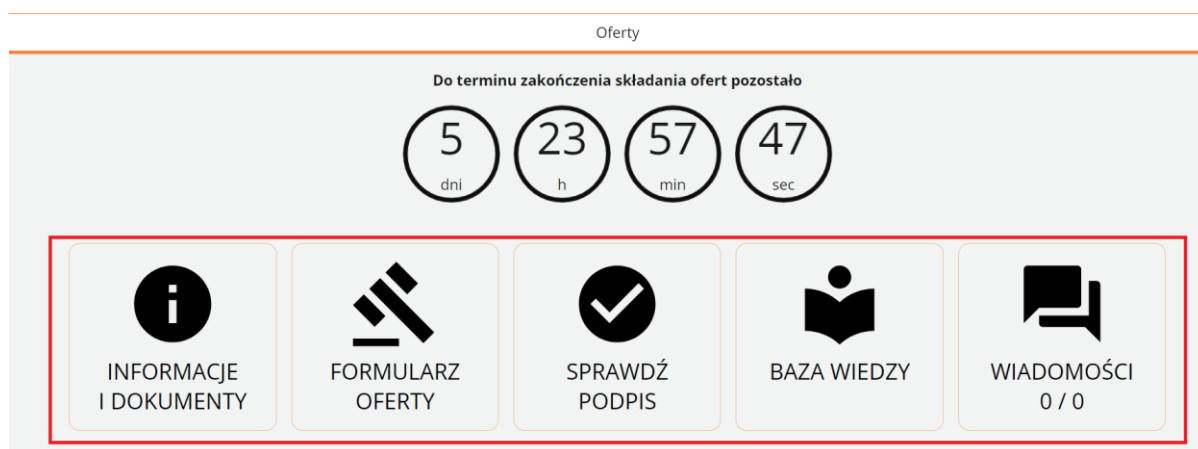 Oferty
Do terminu zakończenia składania ofert pozostało
5 23 57 47
dni h min sec
INFORMACJE
I DOKUMENTY
FORMULARZ
OFERTY
SPRAWDŹ
PODPIS
BAZA WIEDZY
WIADOMOŚCI
0 / 0